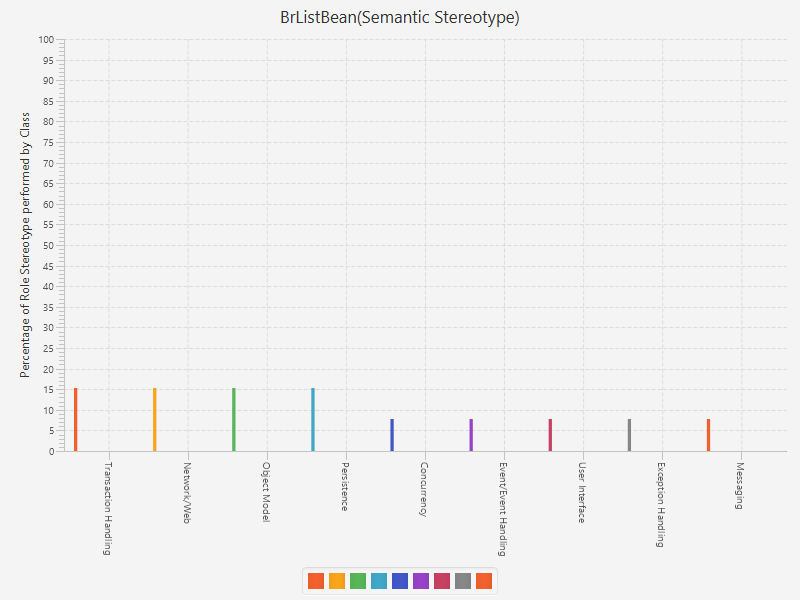 BrListBean(Semantic Stereotype)
Percentage of Role Stereotype performed by Class
100
95
90
85
80
75
70
65
60
55
50
45
40
35
30
25
20
15
10
5
0
Transaction Handling
Network/Web
Object Model
Persistence
Concurrency
Event/Event Handling
User Interface
Exception Handling
Messaging